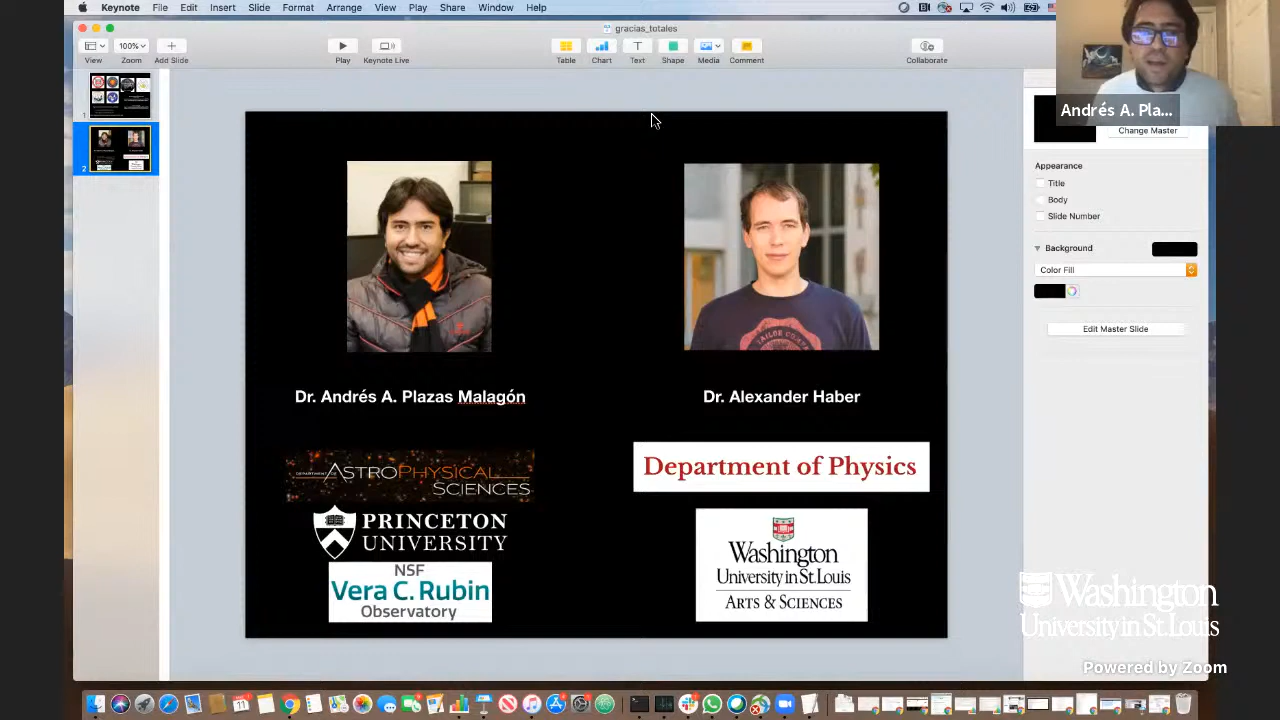 Keynote File Edit Insert Slide Format Arrange View Play Share Window Help
gracias_totales
100%
View Zoom Add Slide Play Keynote Live Table Chart Text Shape Media Comment Collaborate
Andrés A. Pla...
Change Master
Appearance
Title
Body
Slide Number
Background
Color Fill
Edit Master Slide
1
2
Dr. Andrés A. Plazas Malagón
DEPARTMENT OF ASTROPHYSICAL
SCIENCES
PRINCETON
UNIVERSITY
NSF
Vera C. Rubin
Observatory
TAILOR
Dr. Alexander Haber
Department of Physics
Washington
University in St. Louis
ARTS & SCIENCES
Washington
University in St. Louis
Powered by Zoom